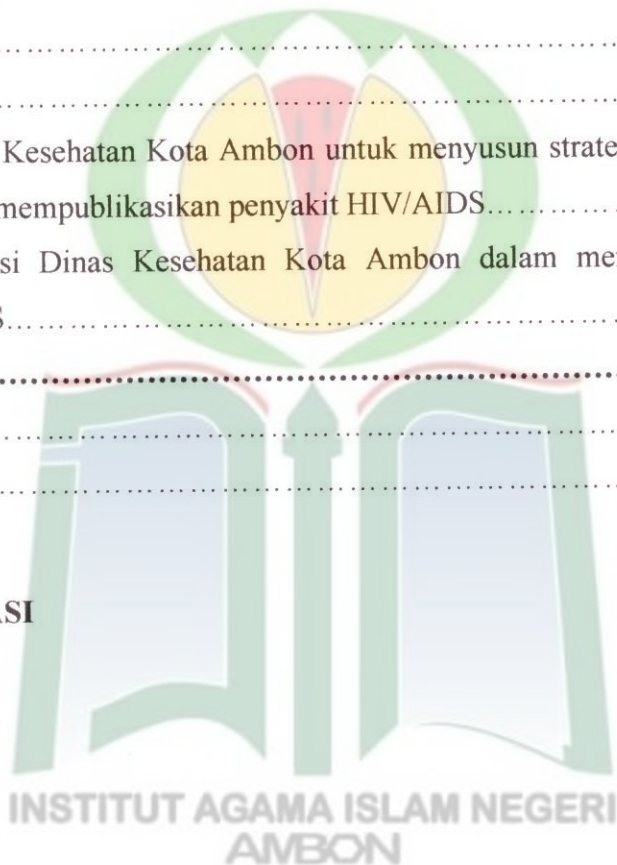 .......................................................
.......................................................
Kesehatan Kota Ambon untuk menyusun strate
mempublikasikan penyakit HIV/AIDS..............
si Dinas Kesehatan Kota Ambon dalam me
.......................................................
.......................................................
.......................................................
.......................................................
ASI
INSTITUT AGAMA ISLAM NEGERI
AMBON